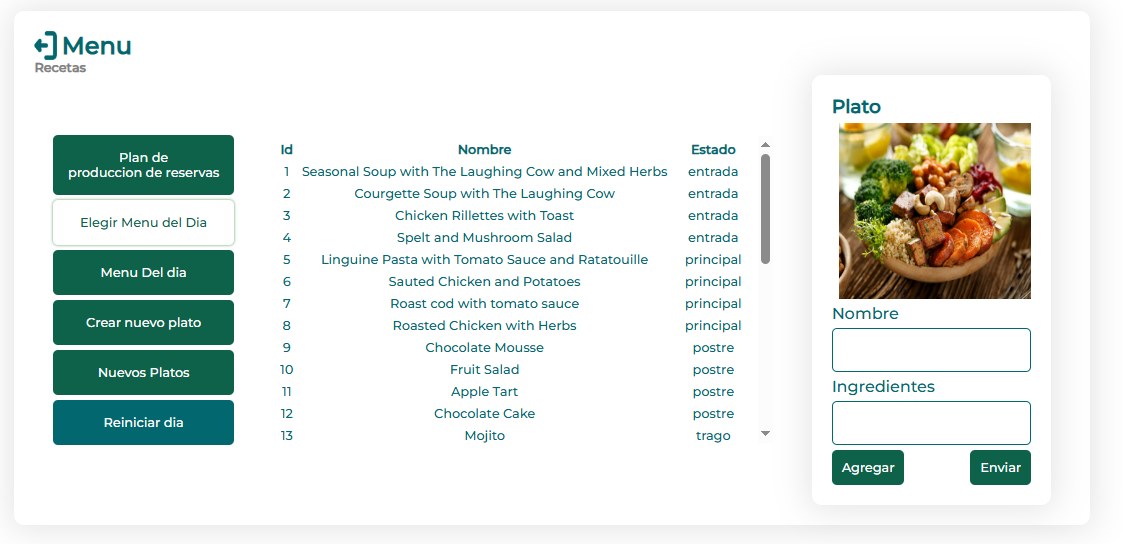 Menu
Recetas
Plan de
produccion de reservas
Elegir Menu del Dia
Menu Del dia
Crear nuevo plato
Nuevos Platos
Reiniciar dia
Id Nombre Estado
1 Seasonal Soup with The Laughing Cow and Mixed Herbs entrada
2 Courgette Soup with The Laughing Cow entrada
3 Chicken Rillettes with Toast entrada
4 Spelt and Mushroom Salad entrada
5 Linguine Pasta with Tomato Sauce and Ratatouille principal
6 Sauted Chicken and Potatoes principal
7 Roast cod with tomato sauce principal
8 Roasted Chicken with Herbs principal
9 Chocolate Mousse postre
10 Fruit Salad postre
11 Apple Tart postre
12 Chocolate Cake postre
13 Mojito trago
Plato
Nombre
Ingredientes
Agregar Enviar